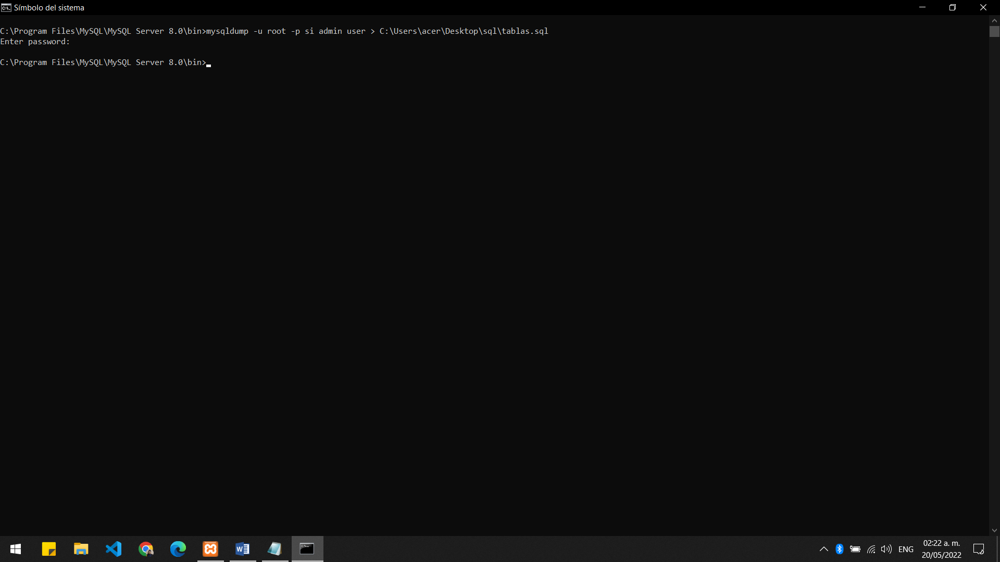 Símbolo del sistema
C:\Program Files\MySQL\MySQL Server 8.0\bin>mysqldump -u root -p si admin user > C:\Users\acer\Desktop\sql\tablas.sql
Enter password:
C:\Program Files\MySQL\MySQL Server 8.0\bin>
ENG
02:22 a. m.
20/05/2022